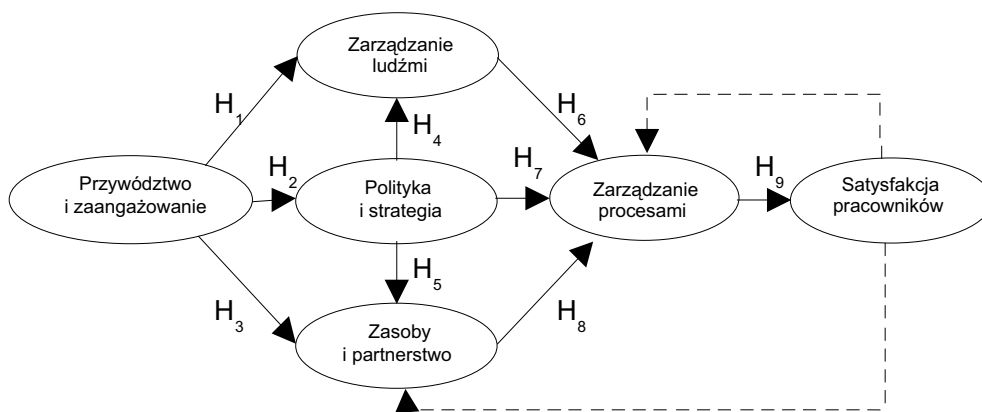 Zarządzanie
ludźmi
H₁
H₄
H₆
H₂
H₇
H₉
Przywództwo
i zaangażowanie
Polityka
i strategia
Zarządzanie
procesami
Satysfakcja
pracowników
H₃
H₅
H₈
Zasoby
i partnerstwo